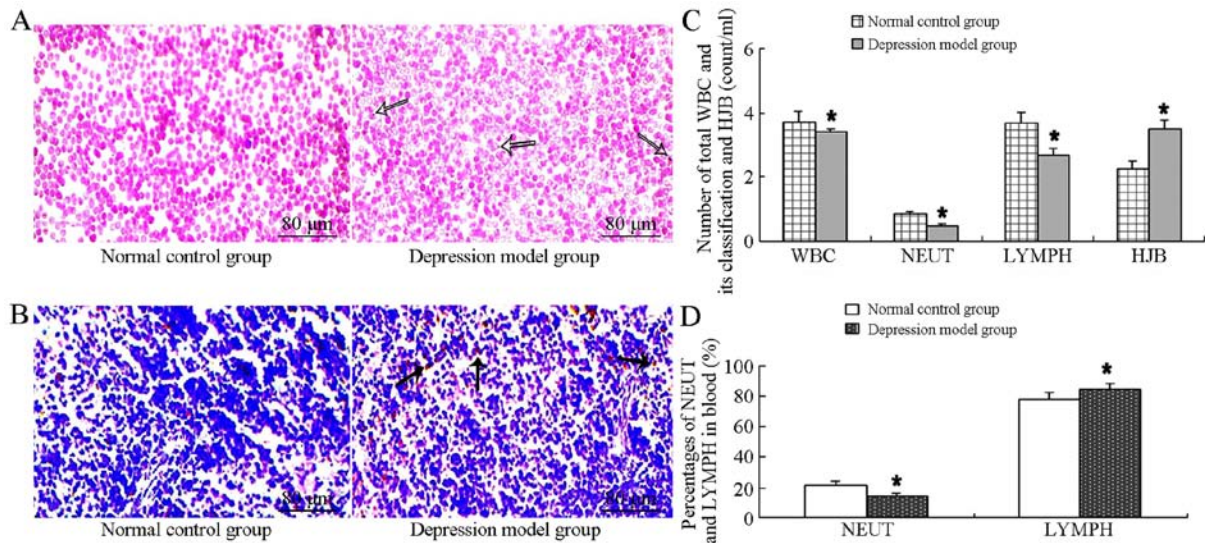 A
80 μm
80 μm
Normal control group
Depression model group
B
80 μm
80 μm
Normal control group
Depression model group
C
Normal control group
Depression model group
Number of total WBC and
its classification and HJB (count/ml)
6
4
2
0
*
*
*
*
WBC
NEUT
LYMPH
HJB
D
Normal control group
Depression model group
Percentages of NEUT
and LYMPH in blood (%)
100
80
60
40
20
0
*
*
NEUT
LYMPH